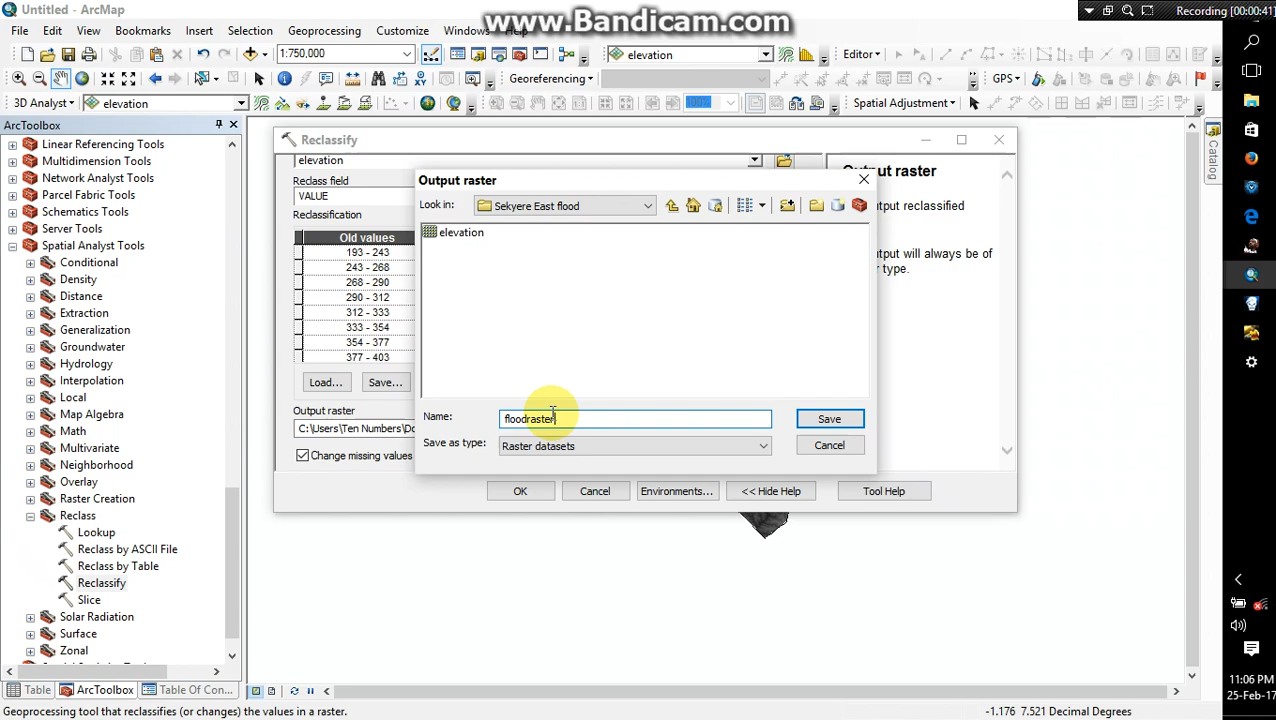 www.Bandicam.com
Untitled - ArcMap
Recording [00:00:41]
File Edit View Bookmarks Insert Selection Geoprocessing Customize Windows
1:750,000
elevation
Editor
Georeferencing
GPS
3D Analyst
elevation
100%
Spatial Adjustment
ArcToolbox
Linear Referencing Tools
Multidimension Tools
Network Analyst Tools
Parcel Fabric Tools
Schematics Tools
Server Tools
Spatial Analyst Tools
Conditional
Density
Distance
Extraction
Generalization
Groundwater
Hydrology
Interpolation
Local
Map Algebra
Math
Multivariate
Neighborhood
Overlay
Raster Creation
Reclass
Lookup
Reclass by ASCII File
Reclass by Table
Reclassify
Slice
Solar Radiation
Surface
Zonal
Table
ArcToolbox
Table Of Con...
Reclassify
elevation
Reclass field
VALUE
Reclassification
Old values
193 - 243
243 - 268
268 - 290
290 - 312
312 - 333
333 - 354
354 - 377
377 - 403
Load...
Save...
Output raster
C:\Users\Ten Numbers\Do
Change missing values
OK
Cancel
Environments...
<< Hide Help
Tool Help
Output raster
Look in:
Sekyere East flood
elevation
Name:
floodraster
Save
Save as type:
Raster datasets
Cancel
Output raster
utput reclassified
utput will always be of
r type.
Catalog
Geoprocessing tool that reclassifies (or changes) the values in a raster.
-1.176 7.521 Decimal Degrees
11:06 PM
25-Feb-17